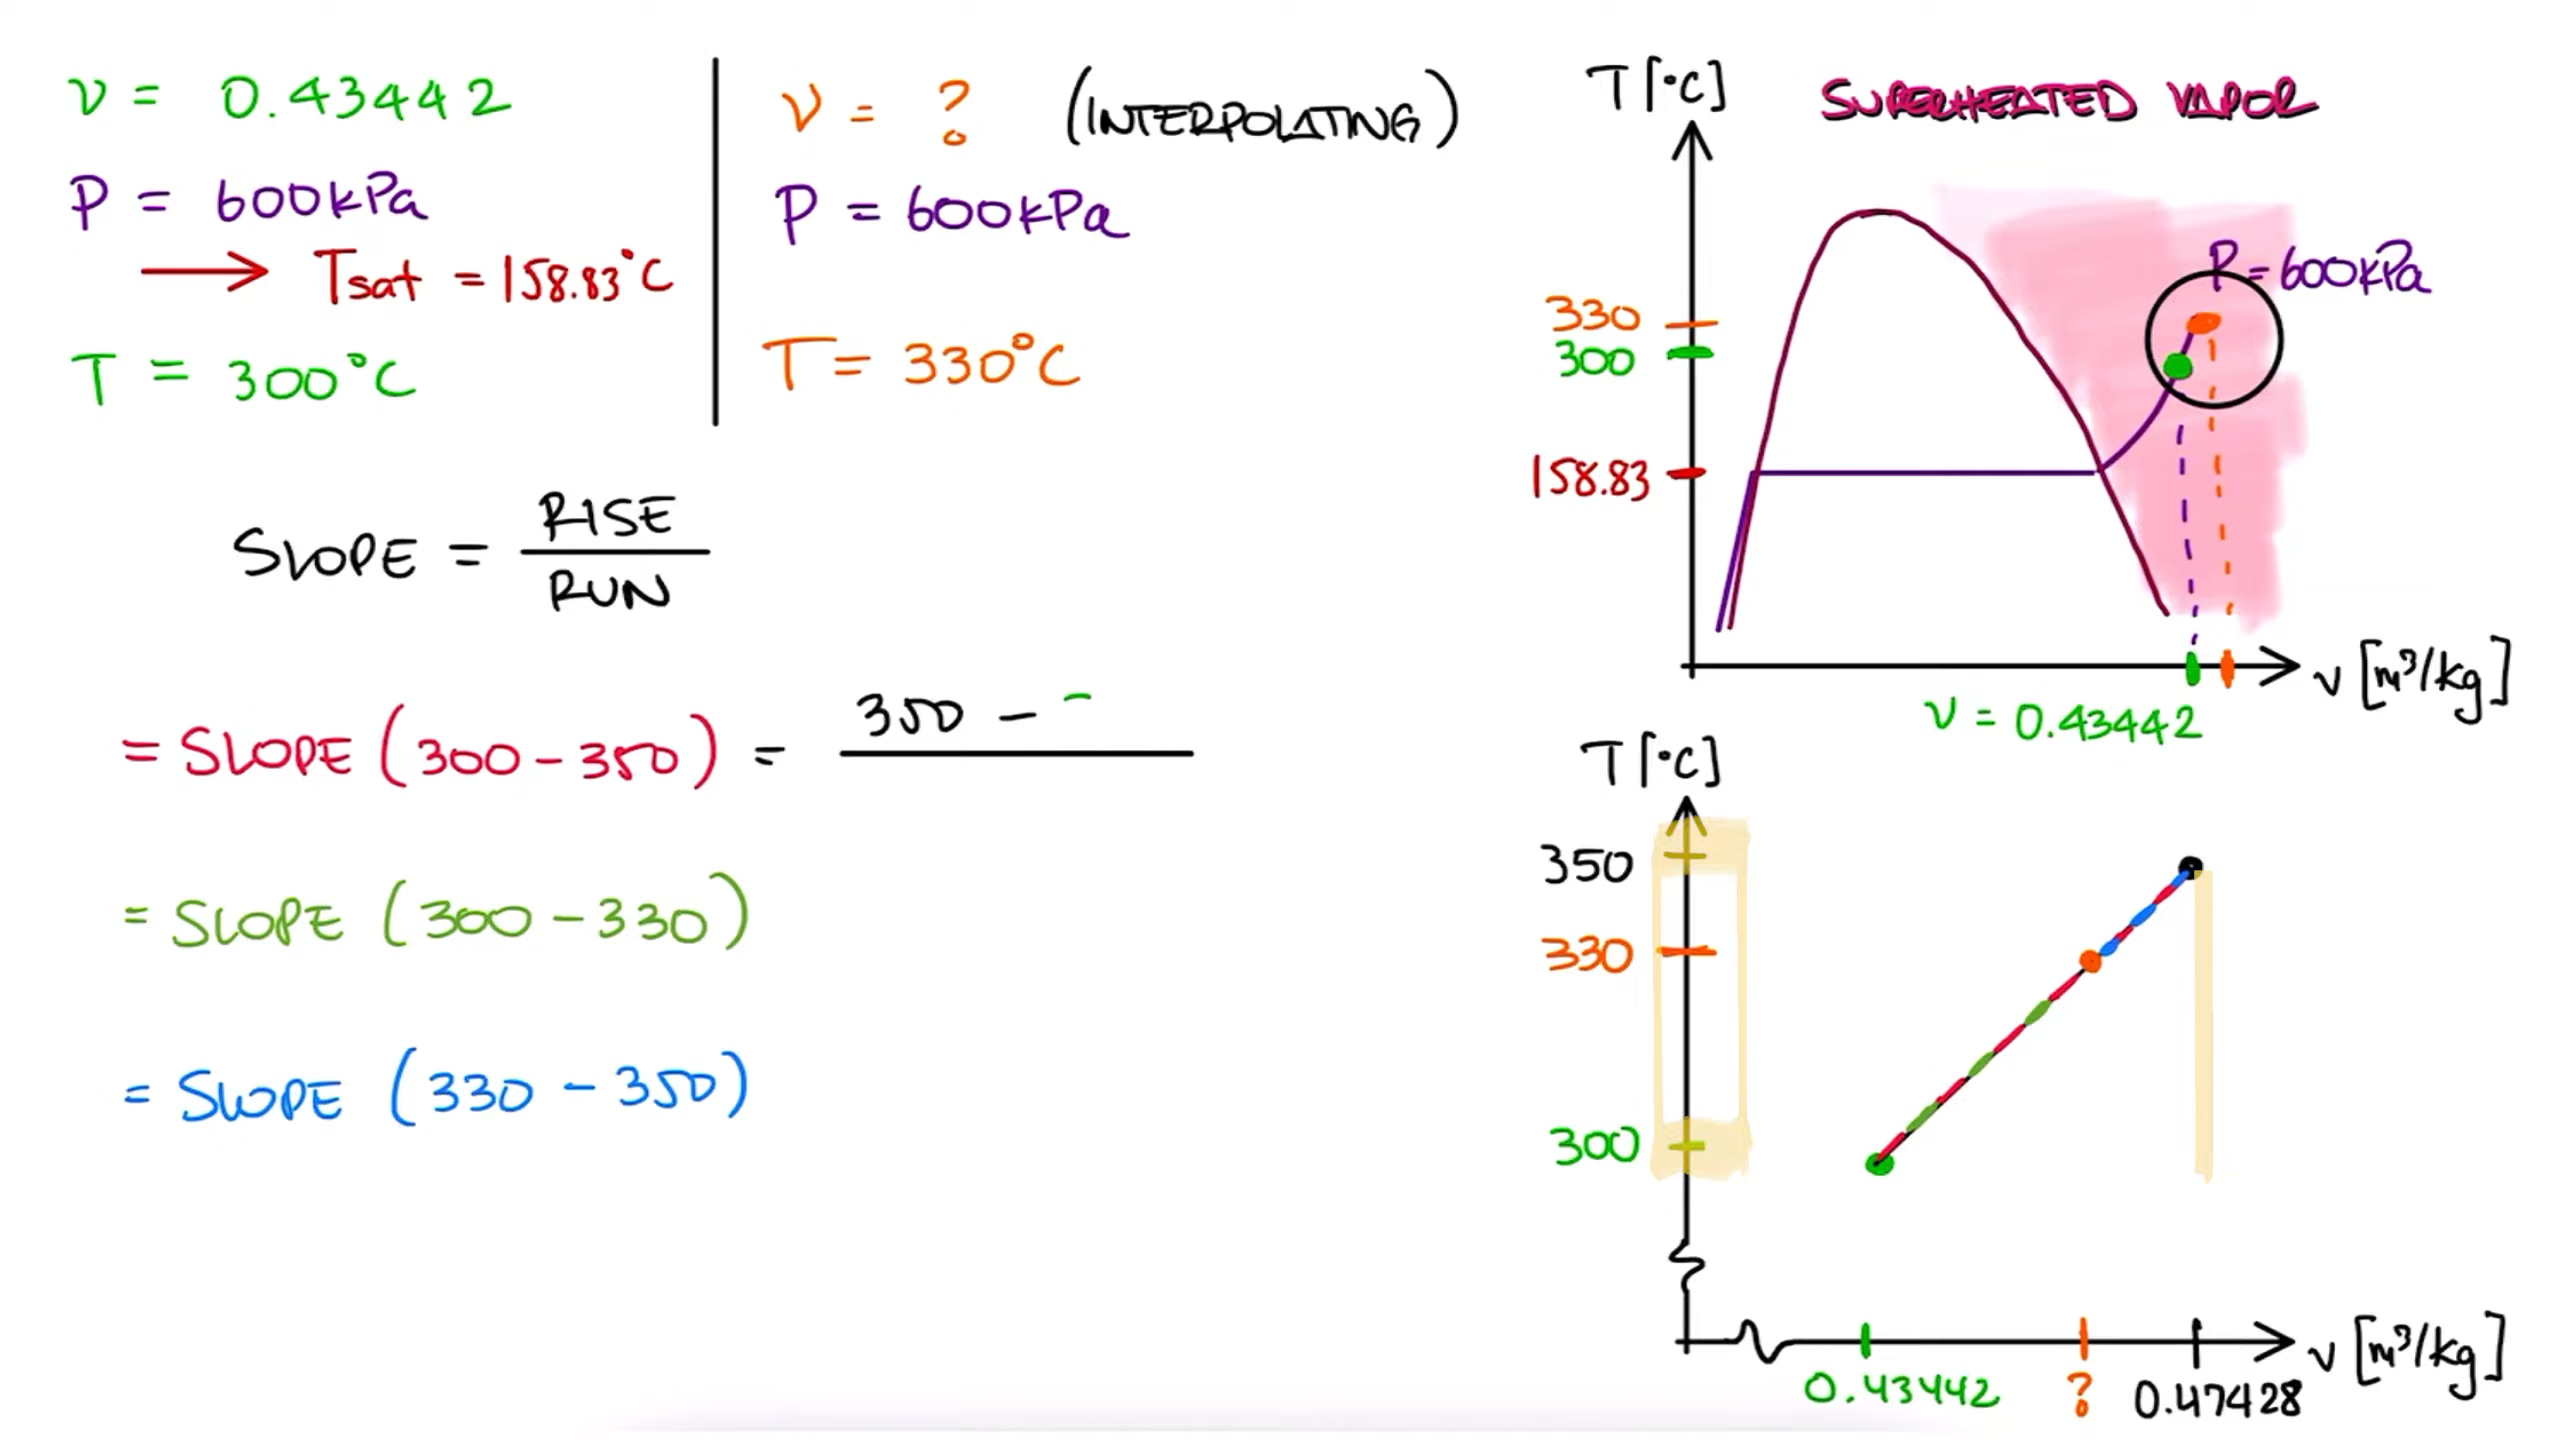 ν = 0.43442
P = 600kPa
→ Tsat = 158.83°C
T = 300°C
ν = ? (INTERPOLATING)
P = 600kPa
T = 330°C
SLOPE = RISE
RUN
= SLOPE (300 - 350) = 350 -
= SLOPE (300 - 330)
= SLOPE (330 - 350)
T[°C]
SUPERHEATED VAPOR
P = 600kPa
330
300
158.83
ν [m³/kg]
ν = 0.43442
T[°C]
350
330
300
ν [m³/kg]
0.43442
?
0.47428